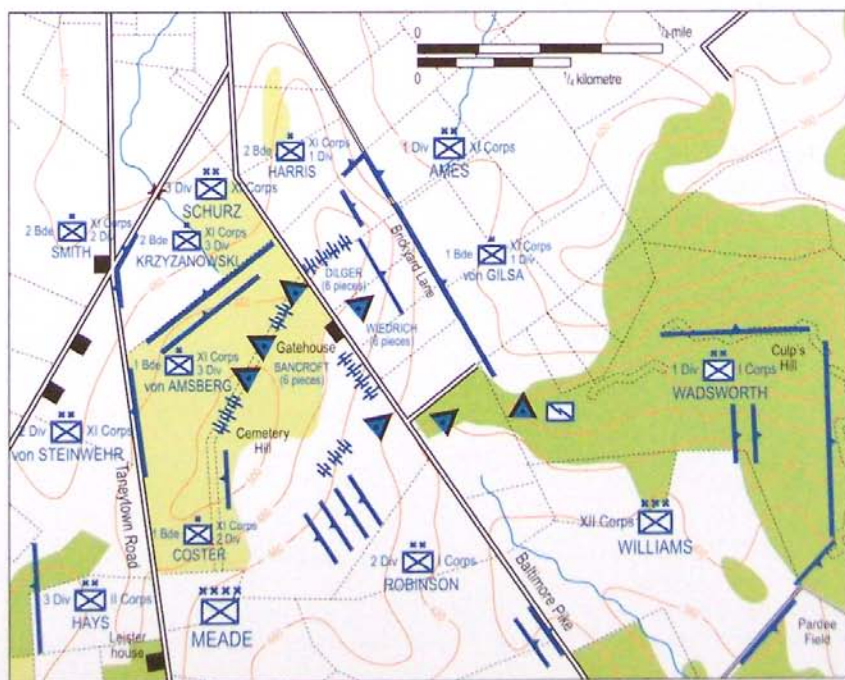 0
1/4 mile
0
1/4 kilometre
2 Bde
XI Corps
1 Div
HARRIS
1 Div
XI Corps
AMES
3 Div
XI Corps
SCHURZ
2 Bde
XI Corps
2 Div
SMITH
2 Bde
XI Corps
3 Div
KRZYZANOWSKI
Brickyard Lane
1 Bde
XI Corps
1 Div
von GILSA
DILGER
(6 pieces)
WIEDRICH
(6 pieces)
Gatehouse
BANCROFT
(6 pieces)
1 Bde
XI Corps
3 Div
von AMSBERG
Culp's
Hill
1 Div
I Corps
WADSWORTH
2 Div
XI Corps
von STEINWEHR
Cemetery
Hill
Taneytown Road
1 Bde
XI Corps
2 Div
COSTER
XII Corps
WILLIAMS
2 Div
I Corps
ROBINSON
Baltimore Pike
3 Div
II Corps
HAYS
MEADE
Leister
house
Pardee
Field